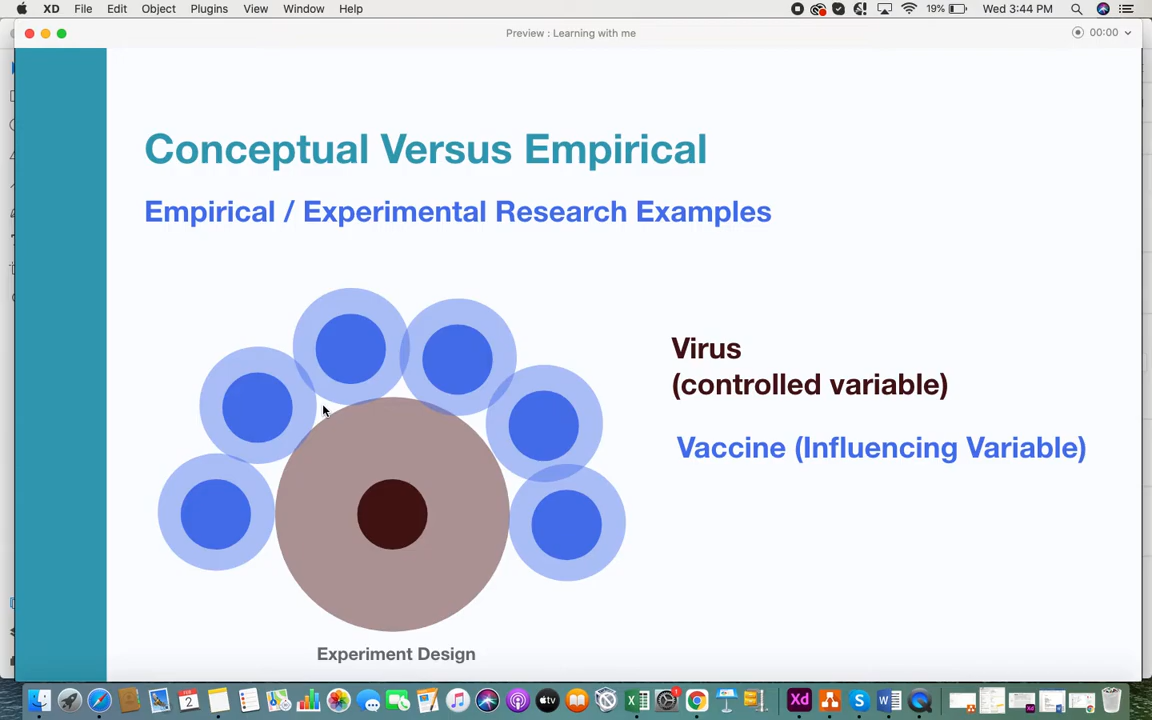 XD File Edit Object Plugins View Window Help 19% Wed 3:44 PM
Preview : Learning with me 00:00
Conceptual Versus Empirical
Empirical / Experimental Research Examples
Virus
(controlled variable)
Vaccine (Influencing Variable)
Experiment Design